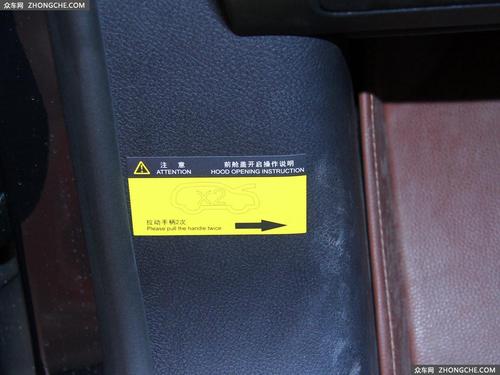 众车网 ZHONGCHE.COM
注 意 前舱盖开启操作说明
ATTENTION HOOD OPENING INSTRUCTION
x2
拉动手柄2次
Please pull the handle twice
众车网 ZHONGCHE.COM